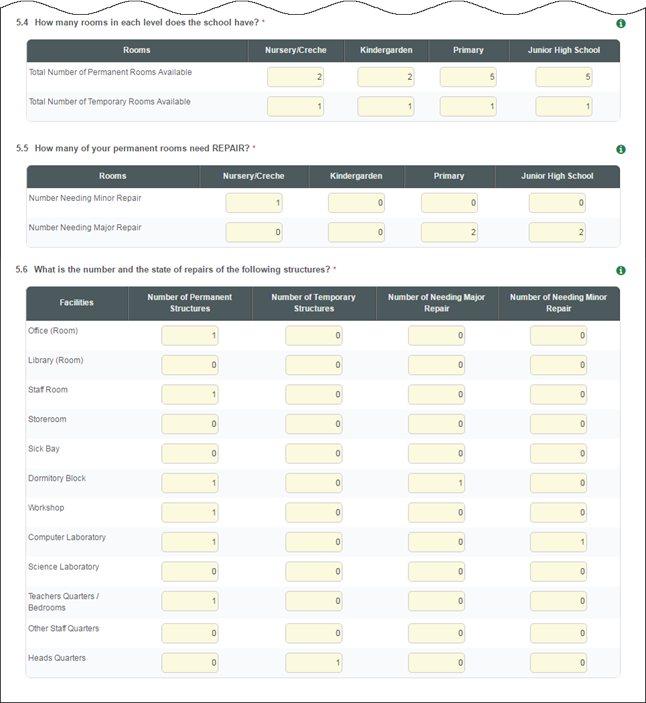 5.4 How many rooms in each level does the school have? *
Rooms Nursery/Creche Kindergarden Primary Junior High School
Total Number of Permanent Rooms Available 2 2 5 5
Total Number of Temporary Rooms Available 1 1 1 1
5.5 How many of your permanent rooms need REPAIR? *
Rooms Nursery/Creche Kindergarden Primary Junior High School
Number Needing Minor Repair 1 0 0 0
Number Needing Major Repair 0 0 2 2
5.6 What is the number and the state of repairs of the following structures? *
Facilities Number of Permanent Structures Number of Temporary Structures Number of Needing Major Repair Number of Needing Minor Repair
Office (Room) 1 0 0 0
Library (Room) 0 0 0 0
Staff Room 1 0 0 0
Storeroom 0 0 0 0
Sick Bay 0 0 0 0
Dormitory Block 1 0 1 0
Workshop 1 0 0 0
Computer Laboratory 1 0 0 1
Science Laboratory 0 0 0 0
Teachers Quarters / Bedrooms 1 0 0 0
Other Staff Quarters 0 0 0 0
Heads Quarters 0 1 0 0